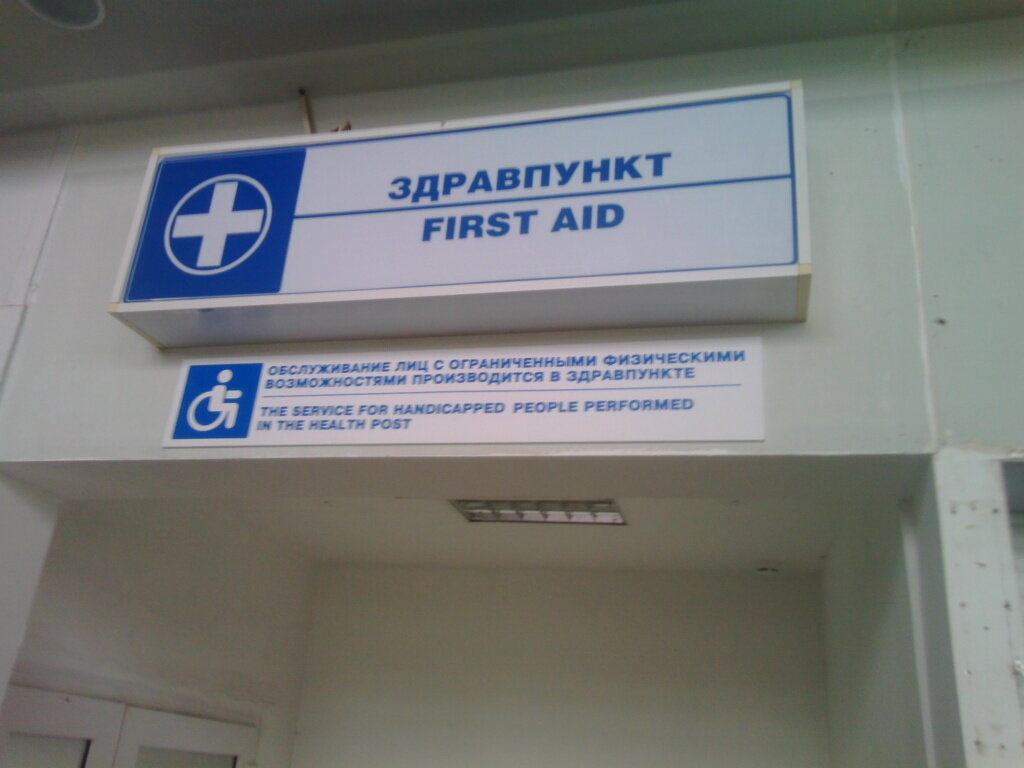 ЗДРАВПУНКТ
FIRST AID
ОБСЛУЖИВАНИЕ ЛИЦ С ОГРАНИЧЕННЫМИ ФИЗИЧЕСКИМИ
ВОЗМОЖНОСТЯМИ ПРОИЗВОДИТСЯ В ЗДРАВПУНКТЕ
THE SERVICE FOR HANDICAPPED PEOPLE PERFORMED
IN THE HEALTH POST